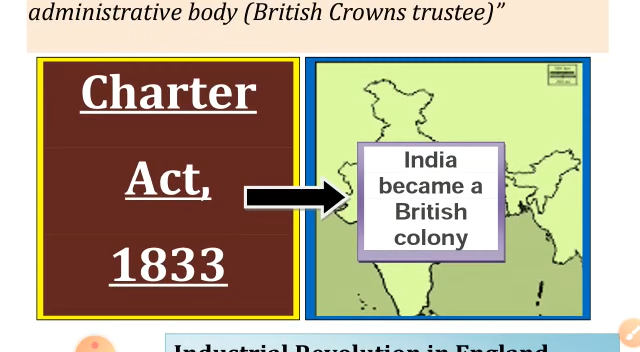 administrative body (British Crowns trustee)"
Charter
Act,
1833
India
became a
British
colony
Industrial Revolution in England